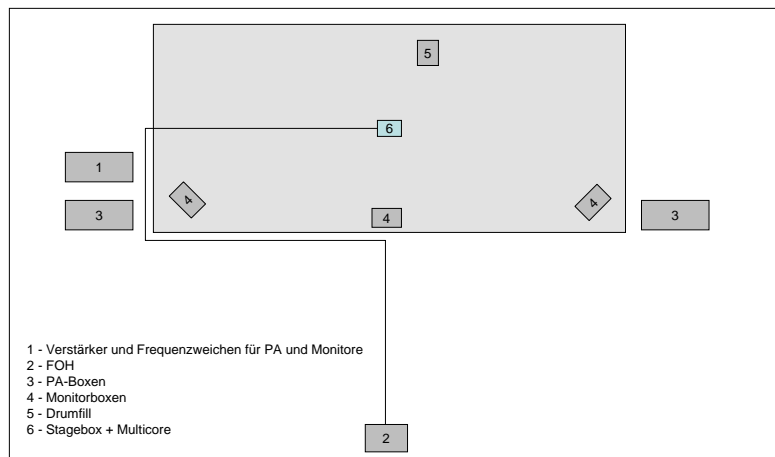 5
6
1
4
4
3
4
3
1 - Verstärker und Frequenzweichen für PA und Monitore
2 - FOH
3 - PA-Boxen
4 - Monitorboxen
5 - Drumfill
6 - Stagebox + Multicore
2